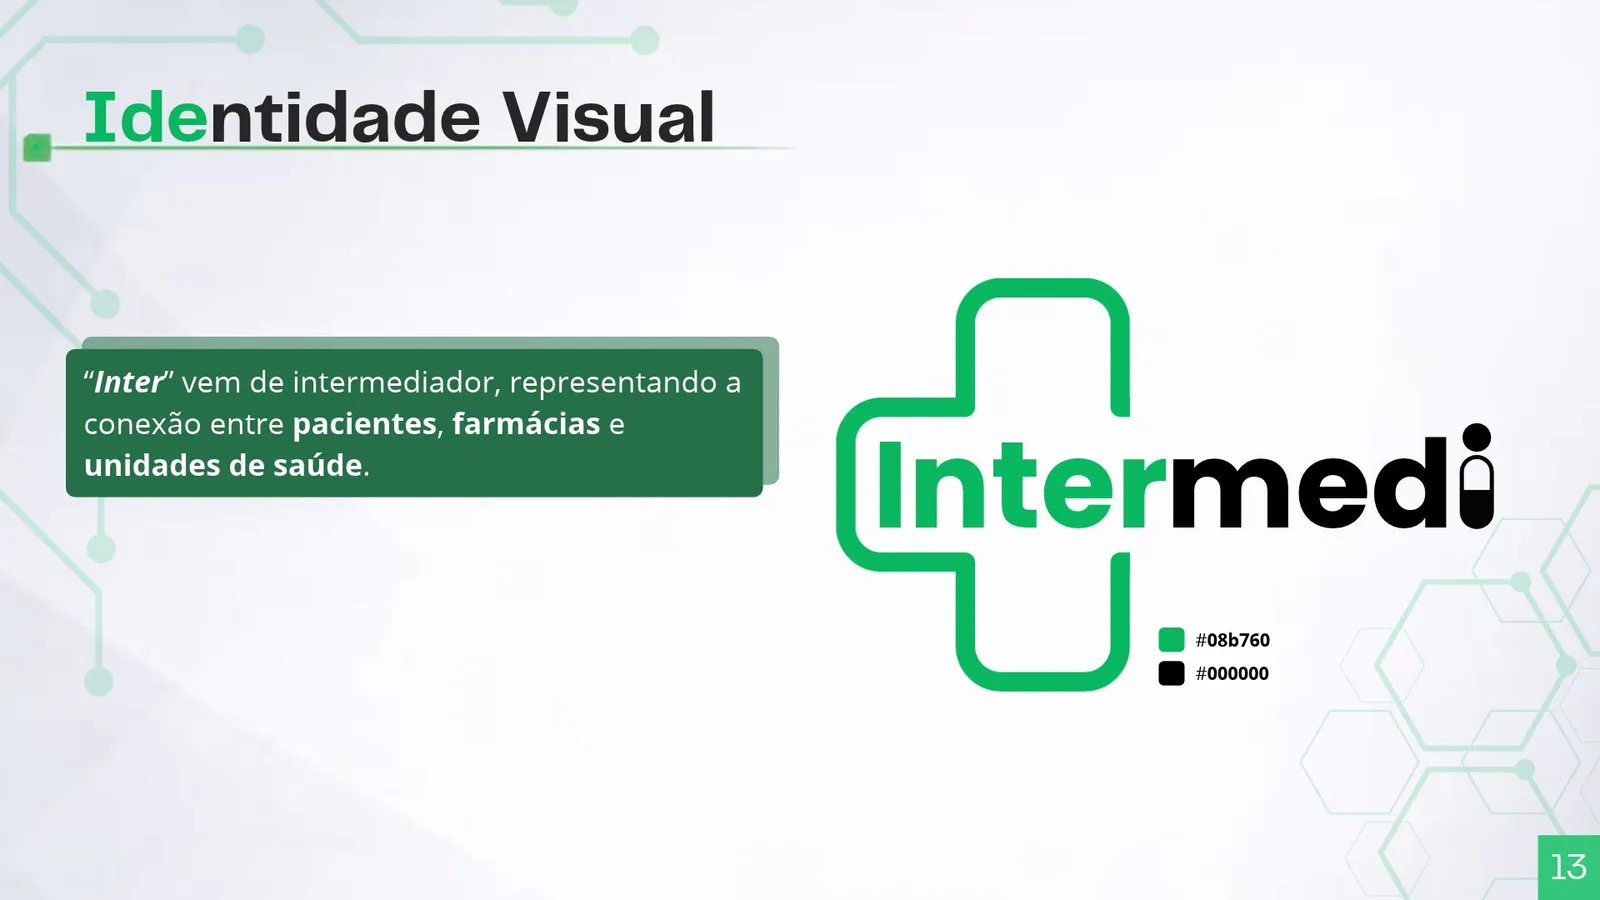 Identidade Visual
“Inter” vem de intermediador, representando a
conexão entre pacientes, farmácias e
unidades de saúde.
Intermedi
#08b760
#000000
13